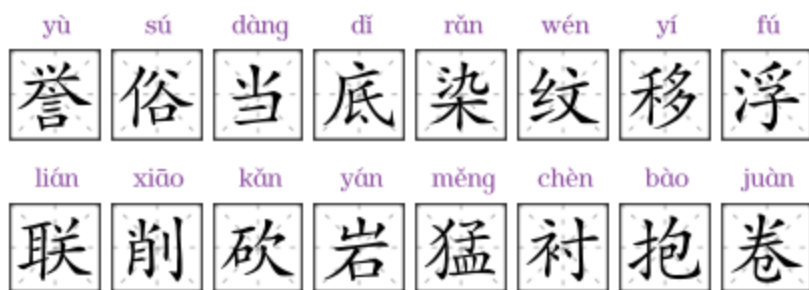 yù sú dàng dǐ rǎn wén yí fú
誉 俗 当 底 染 纹 移 浮
lián xiāo kǎn yán měng chèn bào juàn
联 削 砍 岩 猛 衬 抱 卷